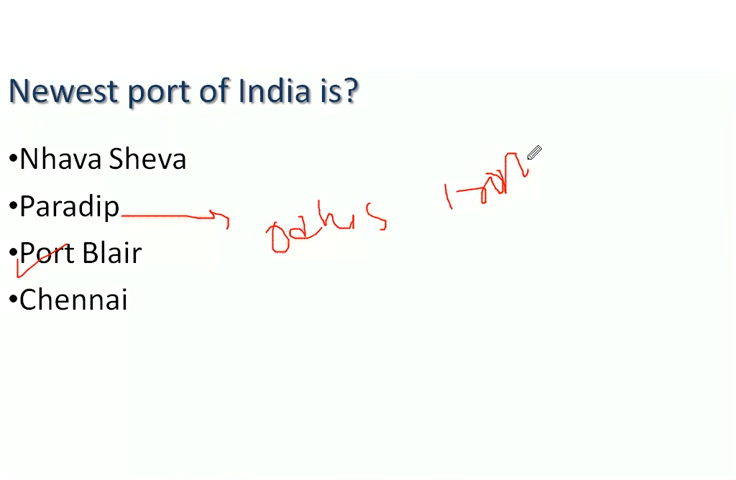 Newest port of India is?
•Nhava Sheva
•Paradip
•Port Blair
•Chennai